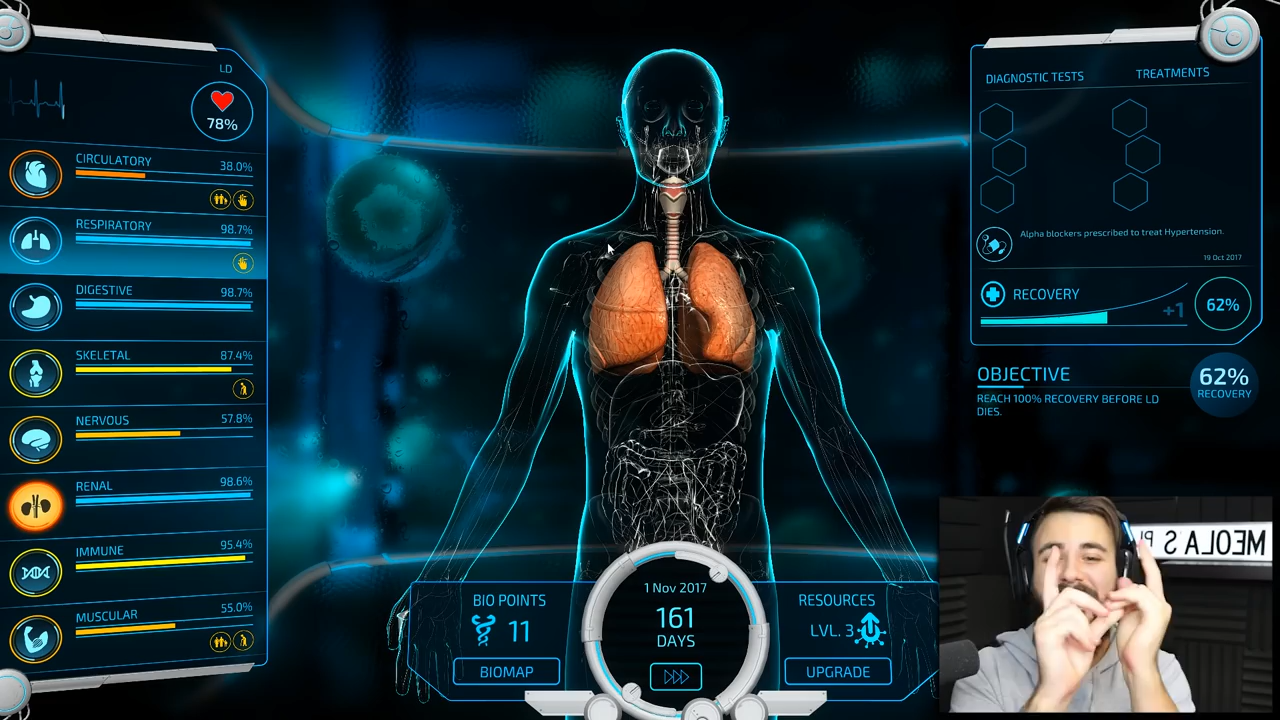 LD
78%
CIRCULATORY 38.0%
RESPIRATORY 98.7%
DIGESTIVE 98.7%
SKELETAL 87.4%
NERVOUS 57.8%
RENAL 98.6%
IMMUNE 95.4%
MUSCULAR 55.0%
DIAGNOSTIC TESTS TREATMENTS
Alpha blockers prescribed to treat Hypertension.
19 Oct 2017
RECOVERY +1 62%
OBJECTIVE
REACH 100% RECOVERY BEFORE LD
DIES.
62%
RECOVERY
BIO POINTS
11
BIOMAP
1 Nov 2017
161
DAYS
RESOURCES
LVL. 3
UPGRADE
MEOLA S